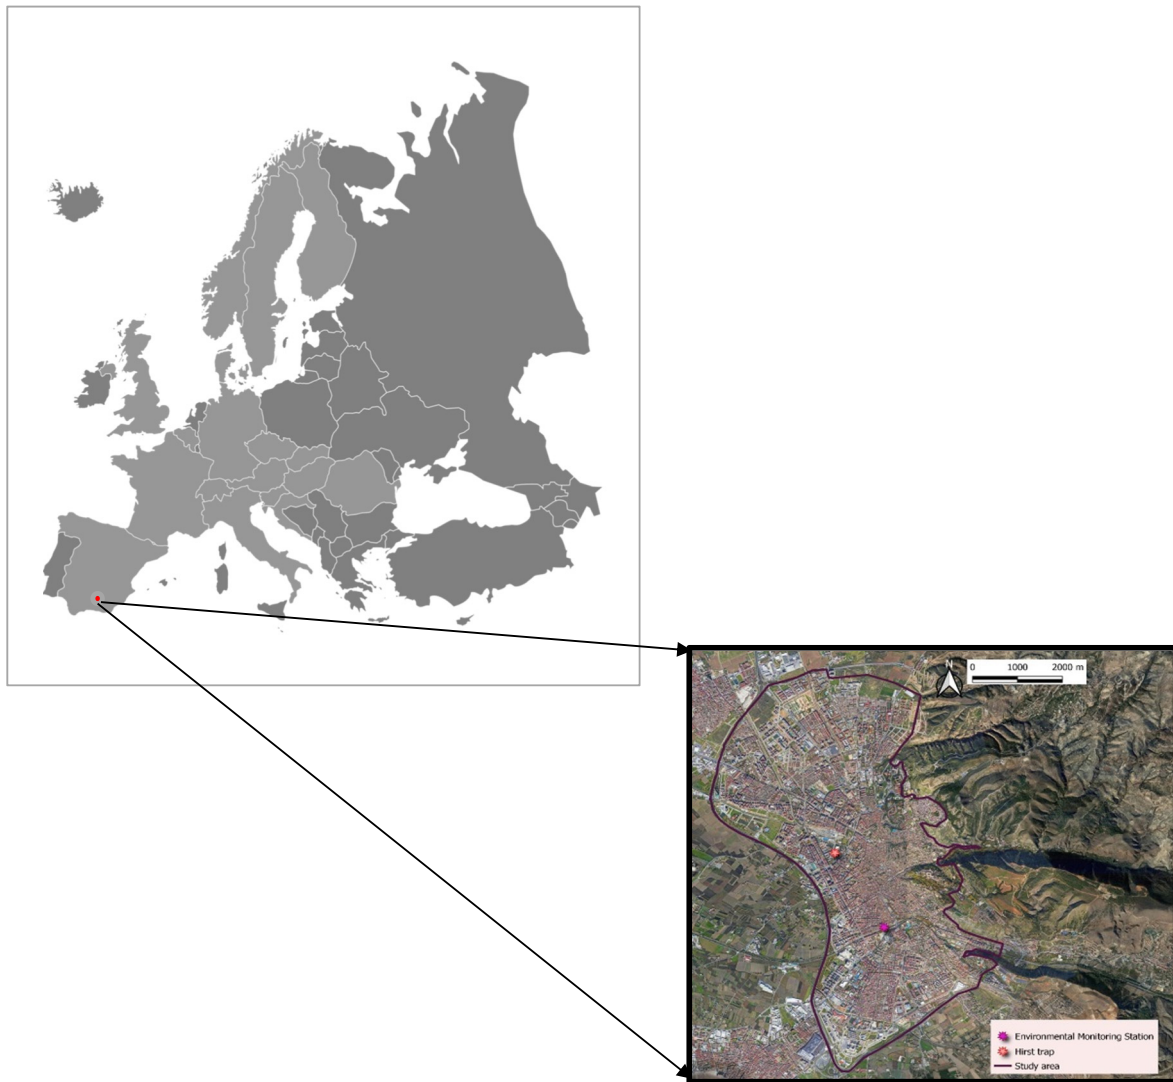 N
0 1000 2000 m
Environmental Monitoring Station
Hirst trap
Study area